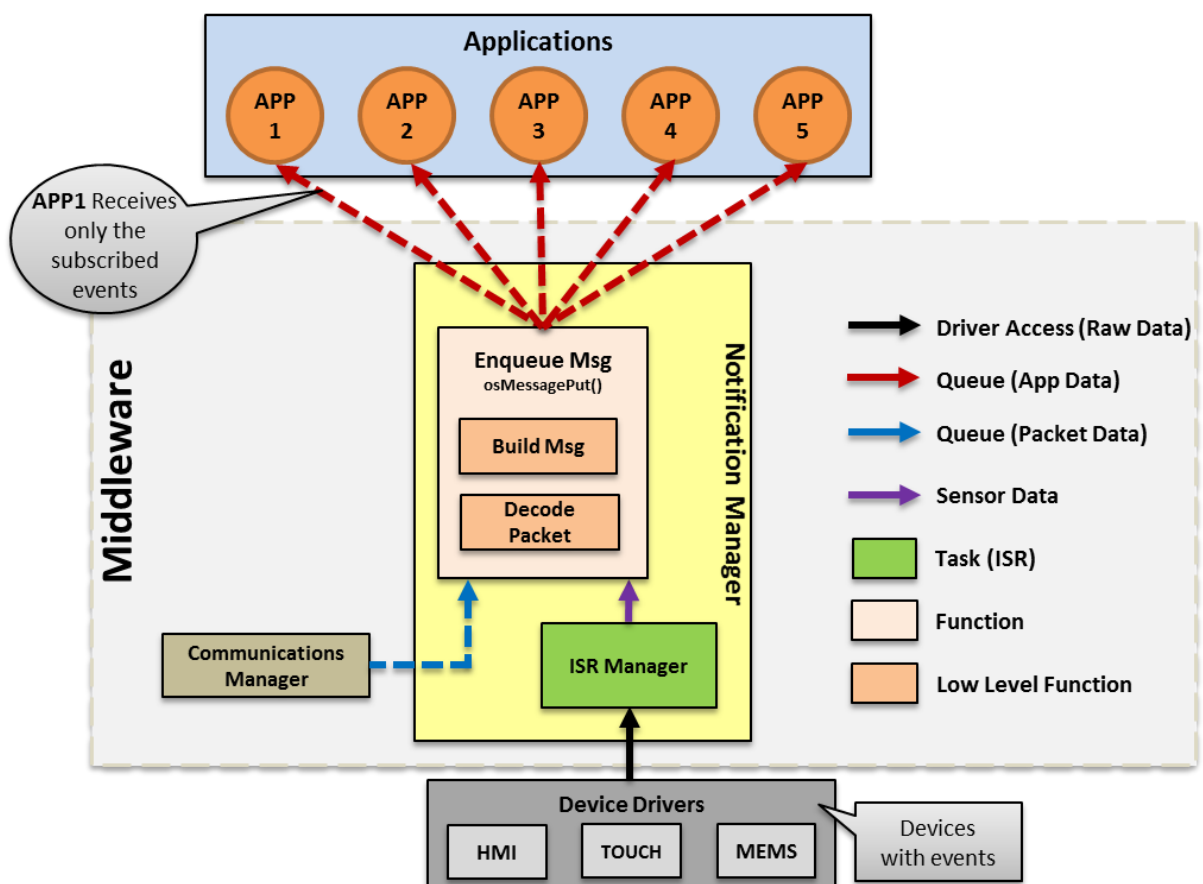 Applications
APP
1
APP
2
APP
3
APP
4
APP
5
APP1 Receives
only the
subscribed
events
Middleware
Notification Manager
Enqueue Msg
osMessagePut()
Build Msg
Decode
Packet
Communications
Manager
ISR Manager
Driver Access (Raw Data)
Queue (App Data)
Queue (Packet Data)
Sensor Data
Task (ISR)
Function
Low Level Function
Device Drivers
HMI
TOUCH
MEMS
Devices
with events